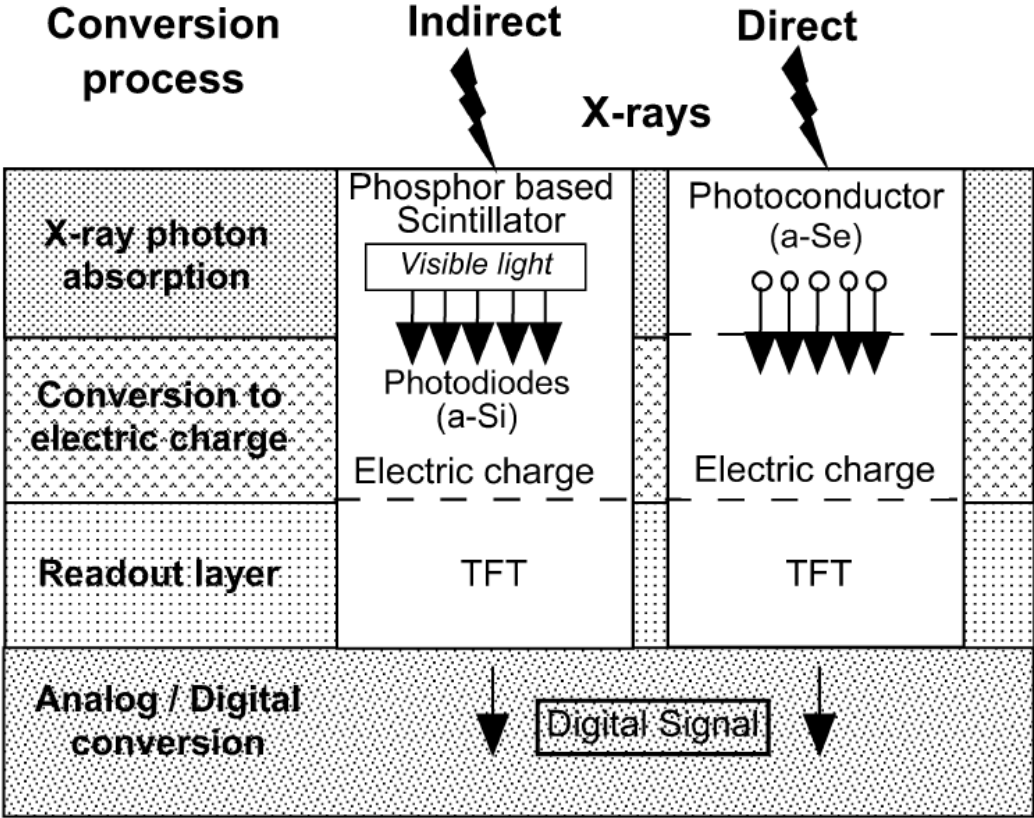 Conversion
process
Indirect
Direct
X-rays
X-ray photon
absorption
Phosphor based
Scintillator
Visible light
Photoconductor
(a-Se)
Conversion to
electric charge
Photodiodes
(a-Si)
Electric charge
Electric charge
Readout layer
TFT
TFT
Analog / Digital
conversion
Digital Signal